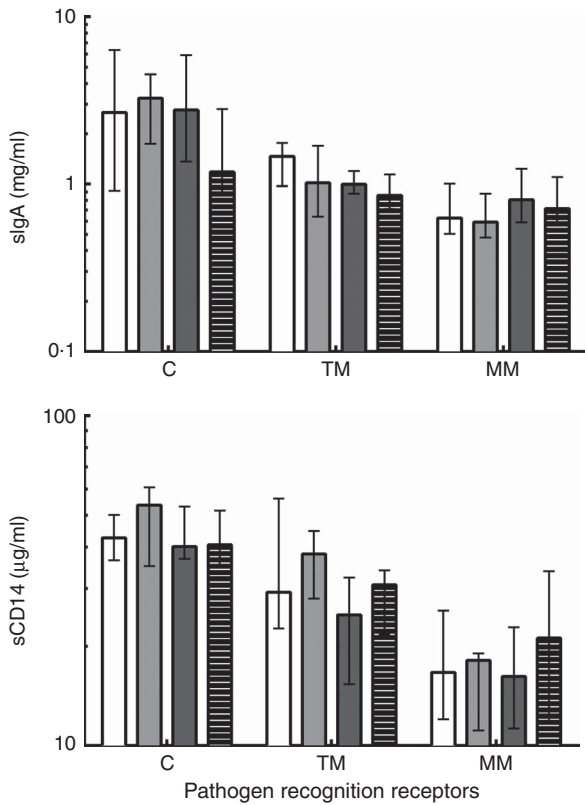 10
1
0·1
sIgA (mg/ml)
C TM MM
100
10
sCD14 (μg/ml)
C TM MM
Pathogen recognition receptors